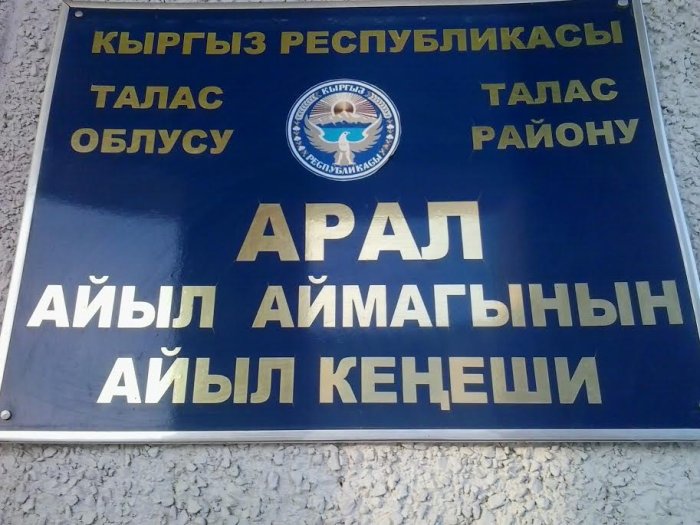 КЫРГЫЗ РЕСПУБЛИКАСЫ
ТАЛАС
ОБЛУСУ
КЫРГЫЗ
РЕСПУБЛИКАСЫ
ТАЛАС
РАЙОНУ
АРАЛ
АЙЫЛ АЙМАГЫНЫН
АЙЫЛ КЕҢЕШИ